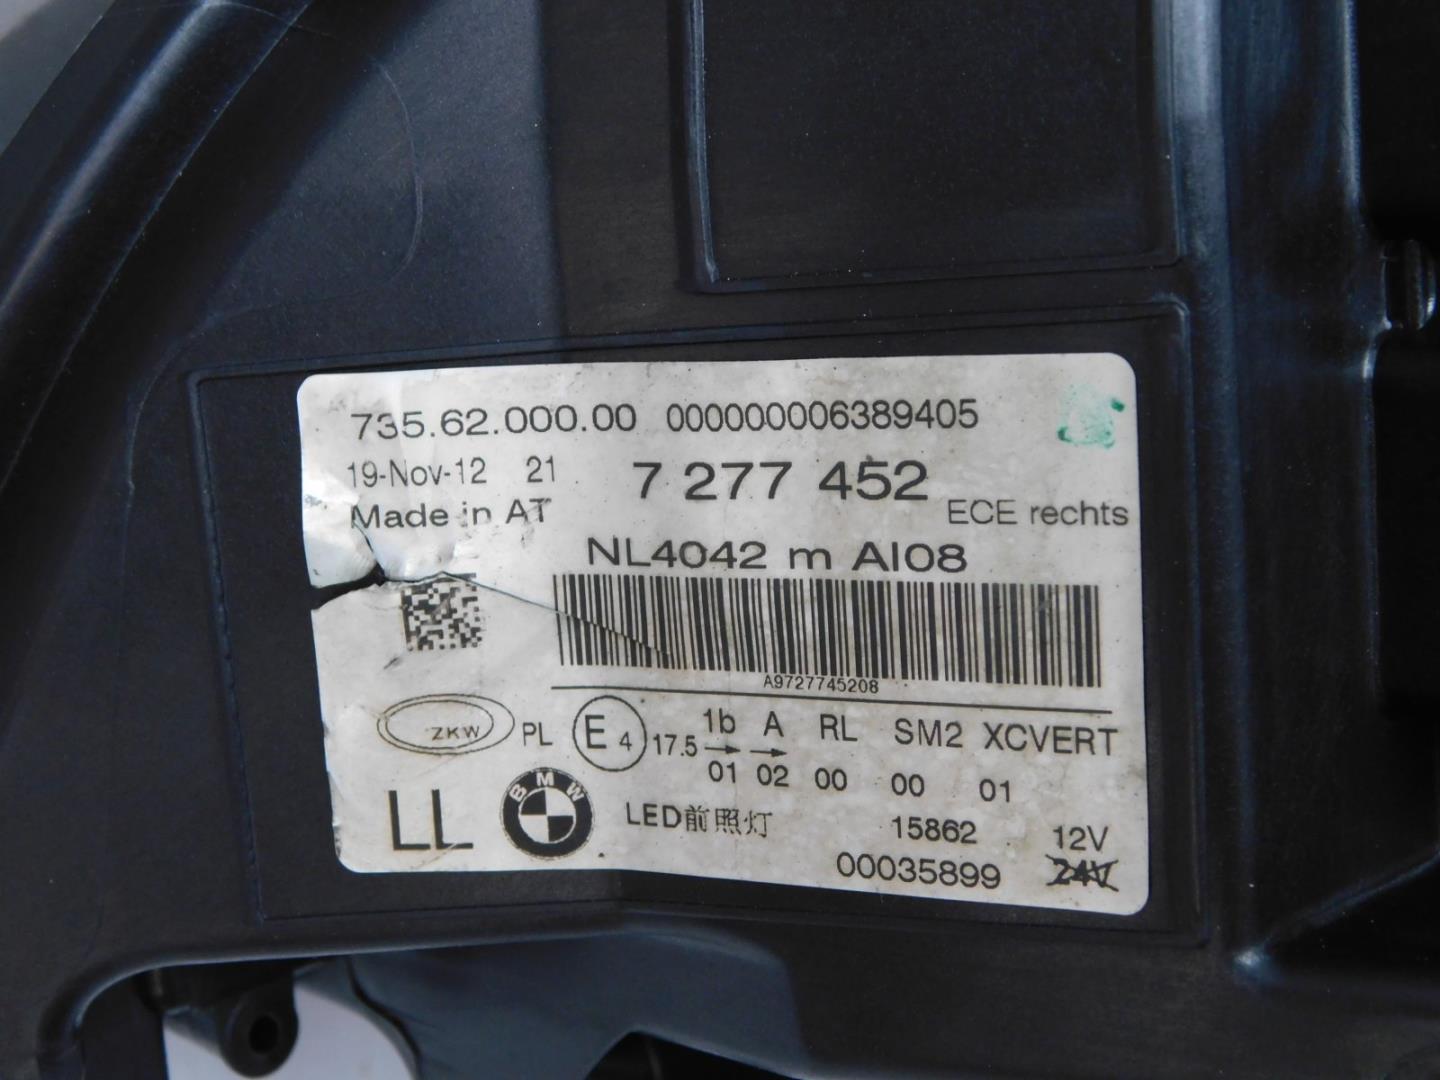 735.62.000.00 000000006389405
19-Nov-12 21 7 277 452
Made in AT ECE rechts
NL4042 m AI08
A9727745208
ZKW PL E4 17.5 1b → A → RL SM2 XCVERT
01 02 00 00 01
LL BMW LED前照灯 15862 12V
00035899 24V